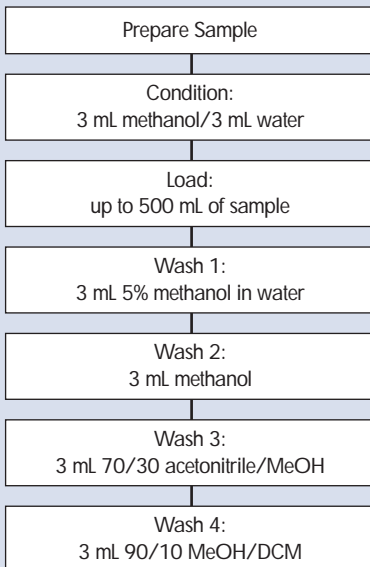 Prepare Sample
Condition:
3 mL methanol/3 mL water
Load:
up to 500 mL of sample
Wash 1:
3 mL 5% methanol in water
Wash 2:
3 mL methanol
Wash 3:
3 mL 70/30 acetonitrile/MeOH
Wash 4:
3 mL 90/10 MeOH/DCM